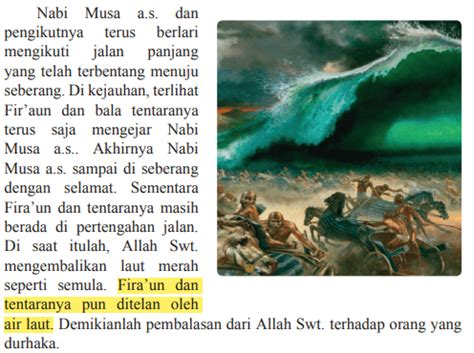 Nabi Musa a.s. dan
pengikutnya terus berlari
mengikuti jalan panjang
yang telah terbentang menuju
seberang. Di kejauhan, terlihat
Fir’aun dan bala tentaranya
terus saja mengejar Nabi
Musa a.s.. Akhirnya Nabi
Musa a.s. sampai di seberang
dengan selamat. Sementara
Fira’un dan tentaranya masih
berada di pertengahan jalan.
Di saat itulah, Allah Swt.
mengembalikan laut merah
seperti semula. Fira’un dan
tentaranya pun ditelan oleh
air laut. Demikianlah pembalasan dari Allah Swt. terhadap orang yang
durhaka.